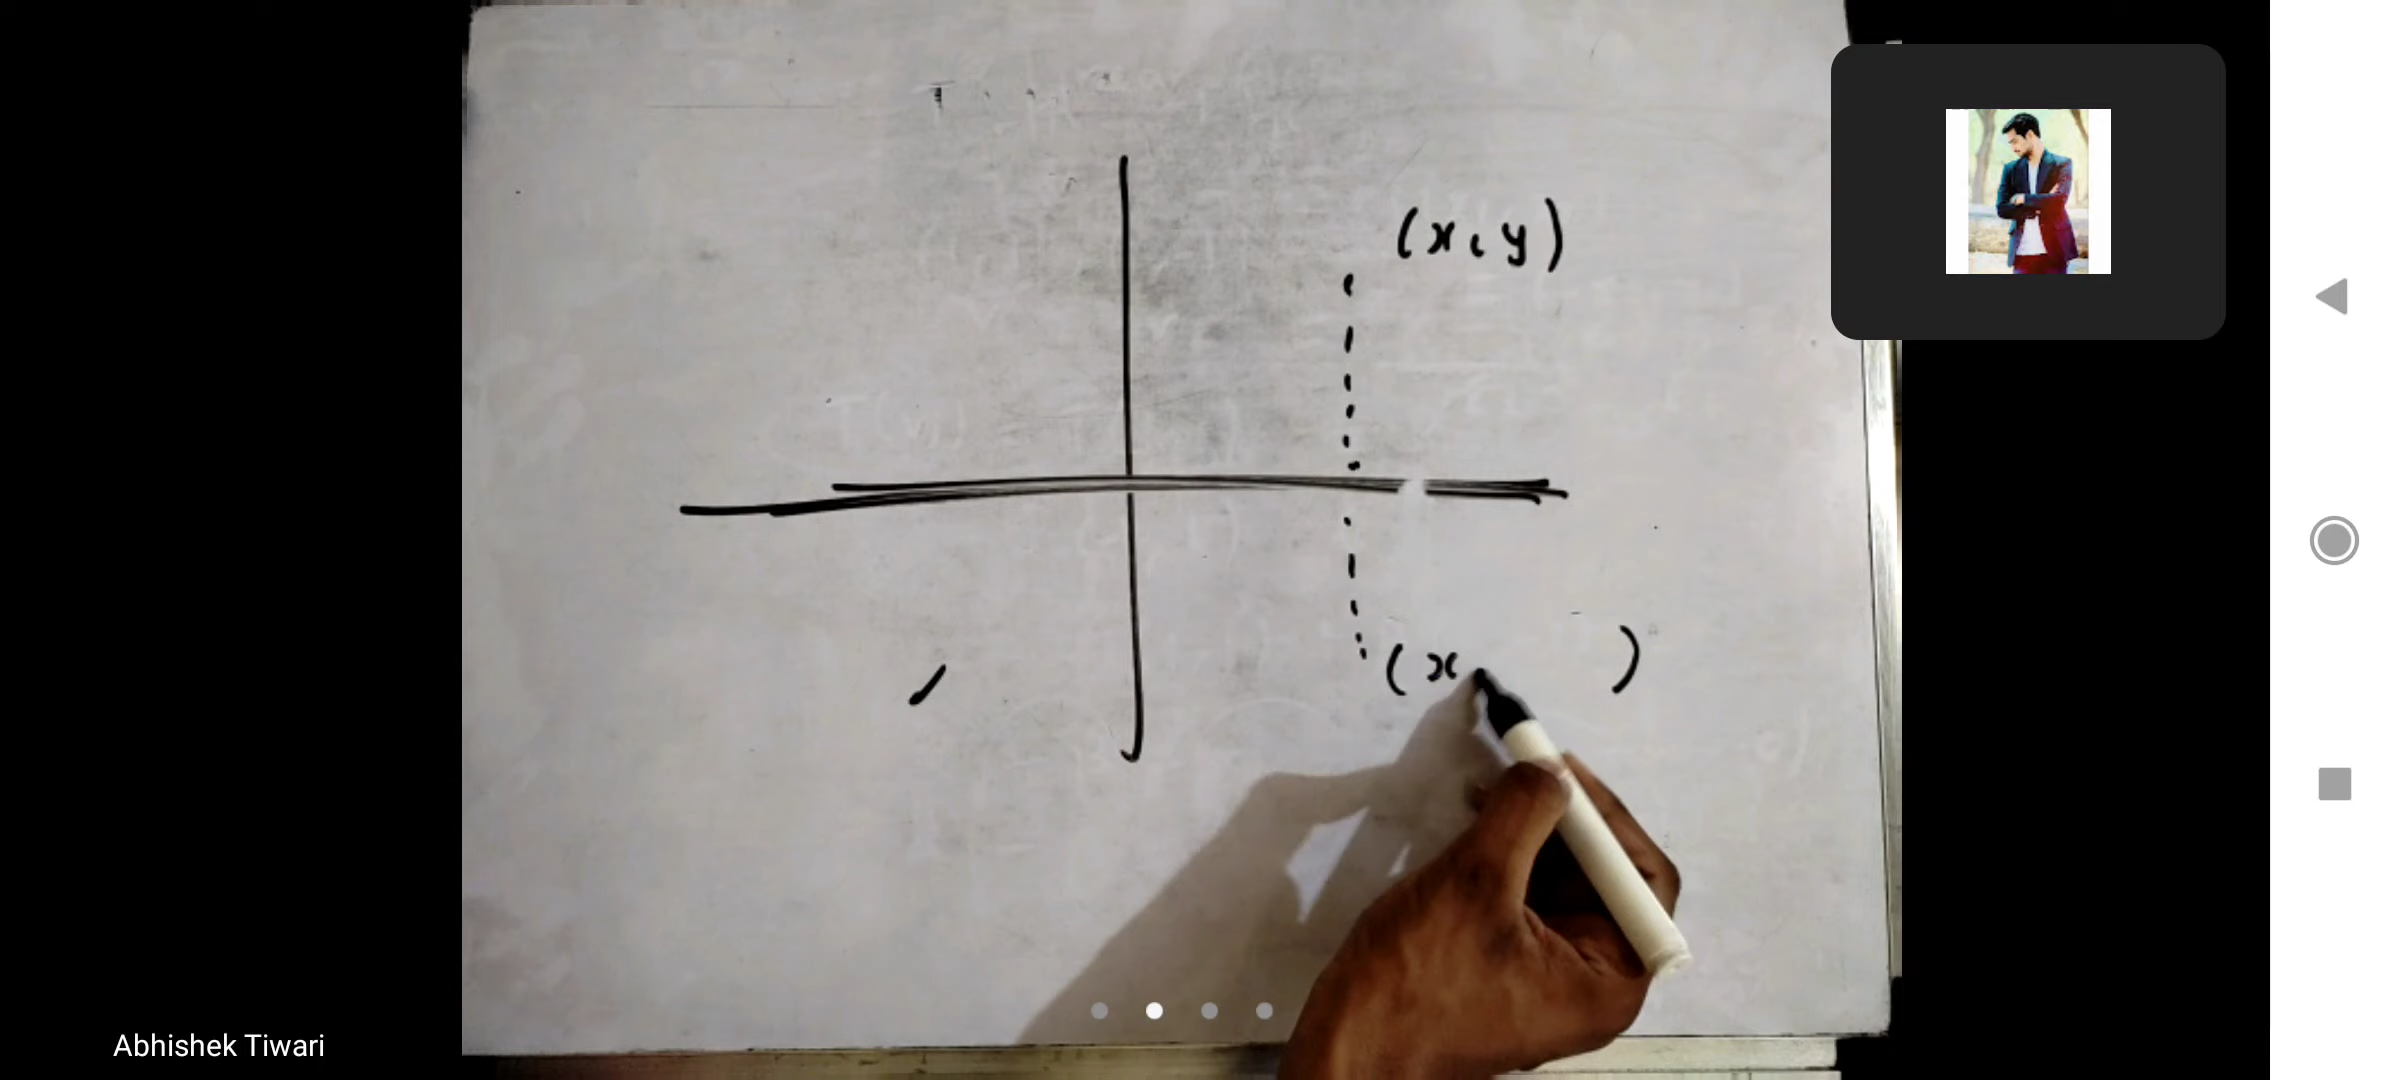 T
(x, y)
(x )
Abhishek Tiwari